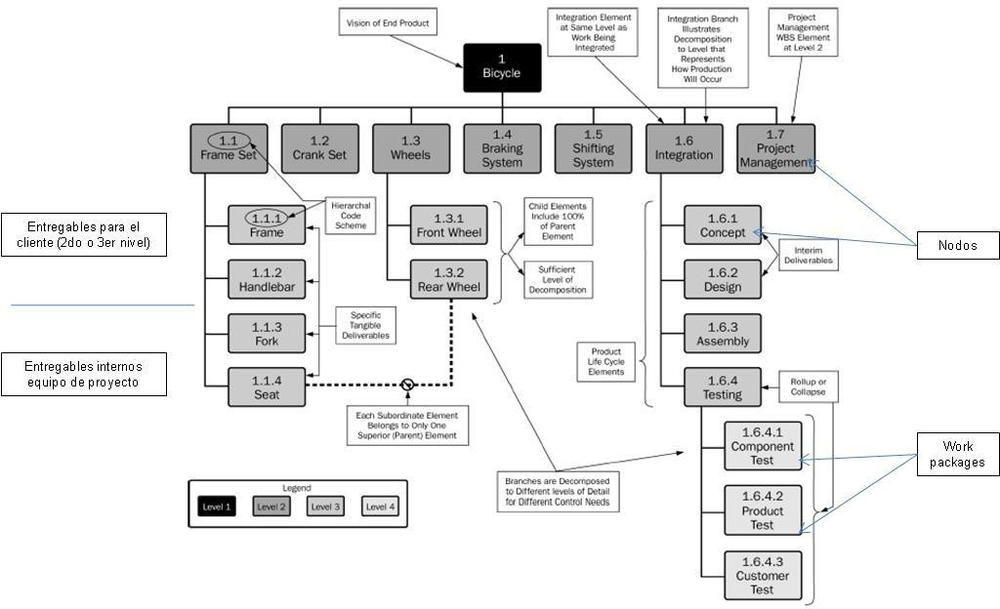 Vision of End Product
Integration Element
at Same Level as
Work Being
Integrated
Integration Branch
Illustrates
Decomposition
to Level that
Represents
How Production
Will Occur
Project
Management
WBS Element
at Level 2
1
Bicycle
1.1
Frame Set
1.2
Crank Set
1.3
Wheels
1.4
Braking
System
1.5
Shifting
System
1.6
Integration
1.7
Project
Management
Entregables para el
cliente (2do o 3er nivel)
1.1.1
Frame
Hierarchal
Code
Scheme
1.3.1
Front Wheel
Child Elements
Include 100%
of Parent
Element
1.6.1
Concept
Nodos
Interim
Deliverables
1.1.2
Handlebar
1.3.2
Rear Wheel
Sufficient
Level of
Decomposition
1.6.2
Design
1.1.3
Fork
Specific
Tangible
Deliverables
1.6.3
Assembly
Entregables internos
equipo de proyecto
Product
Life Cycle
Elements
1.1.4
Seat
1.6.4
Testing
Rollup or
Collapse
Each Subordinate Element
Belongs to Only One
Superior (Parent) Element
1.6.4.1
Component
Test
Work
packages
Branches are Decomposed
to Different levels of Detail
for Different Control Needs
1.6.4.2
Product
Test
Legend
Level 1
Level 2
Level 3
Level 4
1.6.4.3
Customer
Test